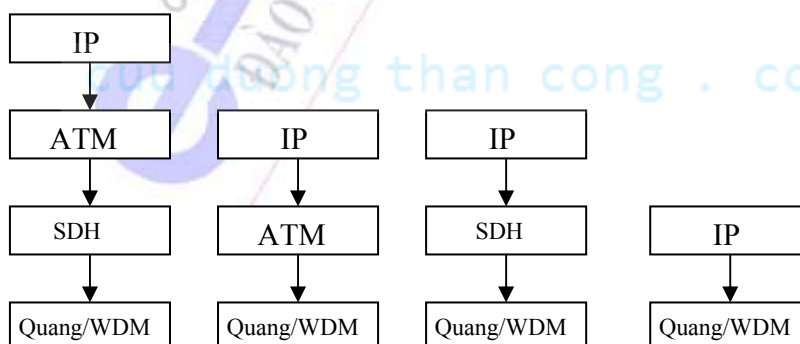 IP
cuu duong than cong . co
ĐÀO
ATM
IP
IP
SDH
ATM
SDH
IP
Quang/WDM
Quang/WDM
Quang/WDM
Quang/WDM